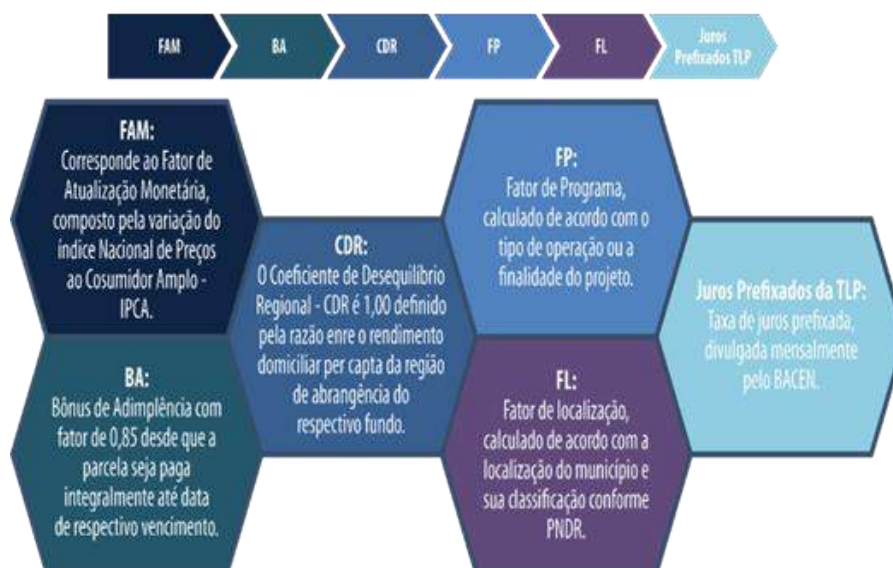 FAM
BA
CDR
FP
FL
Juros
Prefixados TLP
FAM:
Corresponde ao Fator de
Atualização Monetária,
composto pela variação do
índice Nacional de Preços
ao Cosumidor Amplo -
IPCA.
BA:
Bônus de Adimplência com
fator de 0,85 desde que a
parcela seja paga
integralmente até data
de respectivo vencimento.
CDR:
O Coeficiente de Desequilíbrio
Regional - CDR é 1,00 definido
pela razão enre o rendimento
domiciliar per capta da região
de abrangência do
respectivo fundo.
FP:
Fator de Programa,
calculado de acordo com o
tipo de operação ou a
finalidade do projeto.
FL:
Fator de localização,
calculado de acordo com a
localização do município e
sua classificação conforme
PNDR.
Juros Prefixados da TLP:
Taxa de juros prefixada,
divulgada mensalmente
pelo BACEN.